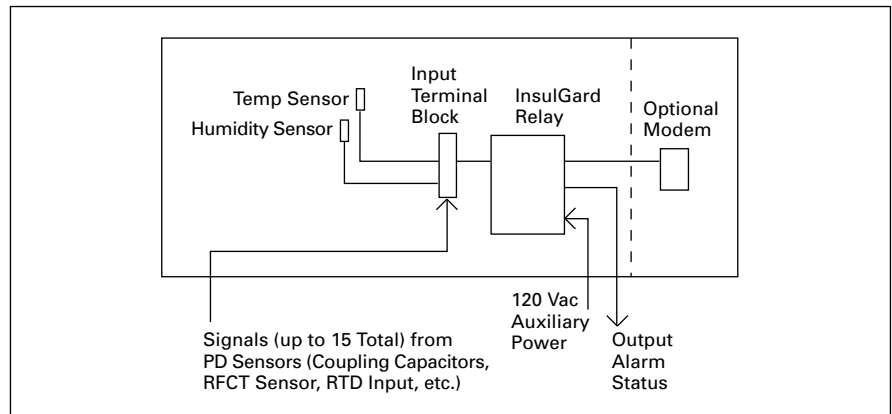 Temp Sensor
Humidity Sensor
Input
Terminal
Block
InsulGard
Relay
Optional
Modem
Signals (up to 15 Total) from
PD Sensors (Coupling Capacitors,
RFCT Sensor, RTD Input, etc.)
120 Vac
Auxiliary
Power
Output
Alarm
Status